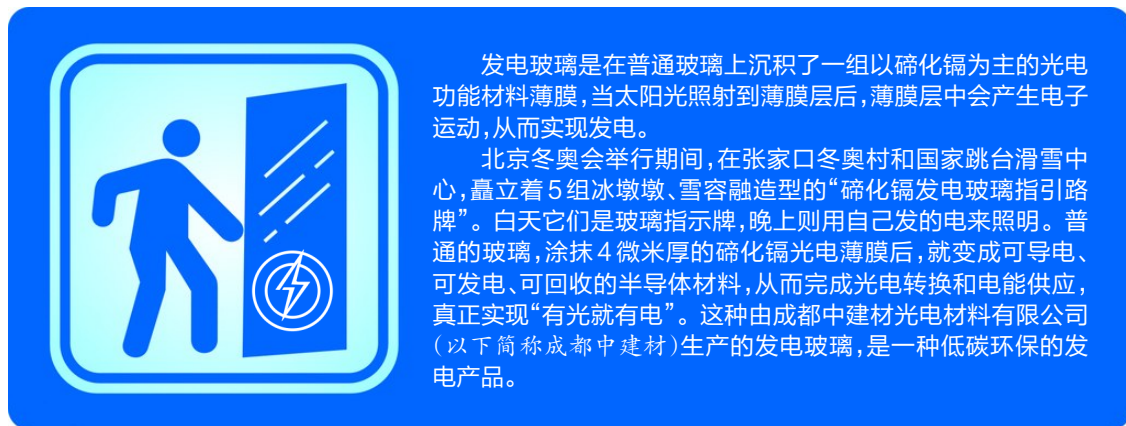 发电玻璃是在普通玻璃上沉积了一组以碲化镉为主的光电
功能材料薄膜,当太阳光照射到薄膜层后,薄膜层中会产生电子
运动,从而实现发电。
北京冬奥会举行期间,在张家口冬奥村和国家跳台滑雪中
心,矗立着5组冰墩墩、雪容融造型的“碲化镉发电玻璃指引路
牌”。白天它们是玻璃指示牌,晚上则用自己发的电来照明。普
通的玻璃,涂抹4微米厚的碲化镉光电薄膜后,就变成可导电、
可发电、可回收的半导体材料,从而完成光电转换和电能供应,
真正实现“有光就有电”。这种由成都中建材光电材料有限公司
(以下简称成都中建材)生产的发电玻璃,是一种低碳环保的发
电产品。